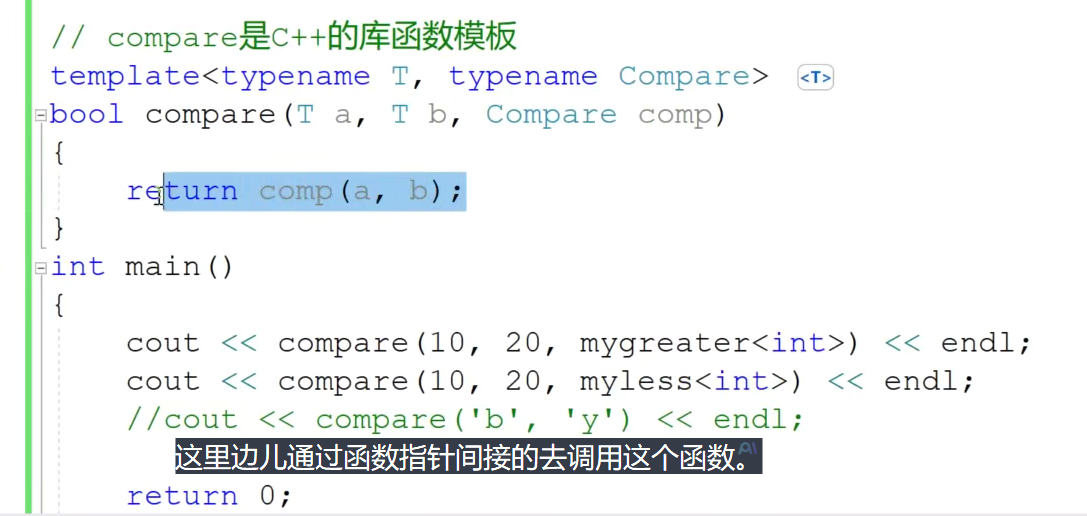 // compare是C++的库函数模板
template<typename T, typename Compare> <T>
bool compare(T a, T b, Compare comp)
{
return comp(a, b);
}
int main()
{
cout << compare(10, 20, mygreater<int>) << endl;
cout << compare(10, 20, myless<int>) << endl;
//cout << compare('b', 'y') << endl;
这里边儿通过函数指针间接的去调用这个函数。AI
return 0;